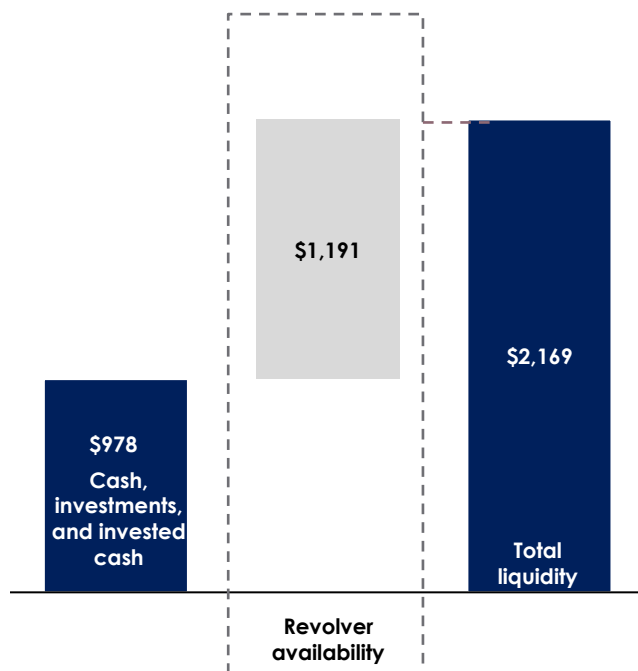 $978
Cash,
investments,
and invested
cash
$1,191
Revolver
availability
$2,169
Total
liquidity